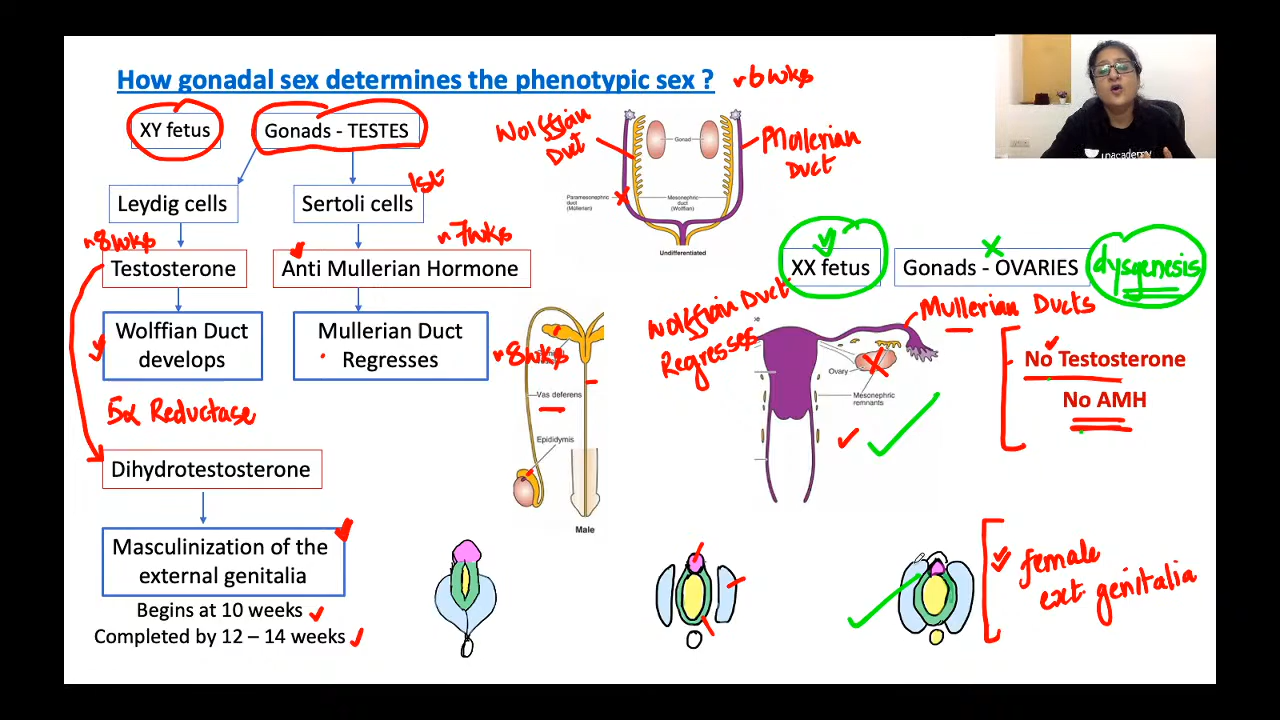 How gonadal sex determines the phenotypic sex ?
~6wks
XY fetus
Gonads - TESTES
Wolffian
Duct
Gonad
Mullerian
Duct
Leydig cells
Sertoli cells
1st
Paramesonephric
duct
(Müllerian)
Mesonephric
duct
(Wolffian)
Undifferentiated
~8wks
~7wks
Testosterone
Anti Mullerian Hormone
XX fetus
Gonads - OVARIES
dysgenesis
Wolffian Duct
develops
Mullerian Duct
Regresses
~8wks
Wolffian Duct
Regresses
Mullerian Ducts
No Testosterone
No AMH
Ovary
Mesonephric
remnants
Vas deferens
5α Reductase
Epididymis
Dihydrotestosterone
Male
Masculinization of the
external genitalia
Begins at 10 weeks
Completed by 12 – 14 weeks
female
ext. genitalia
unacademy